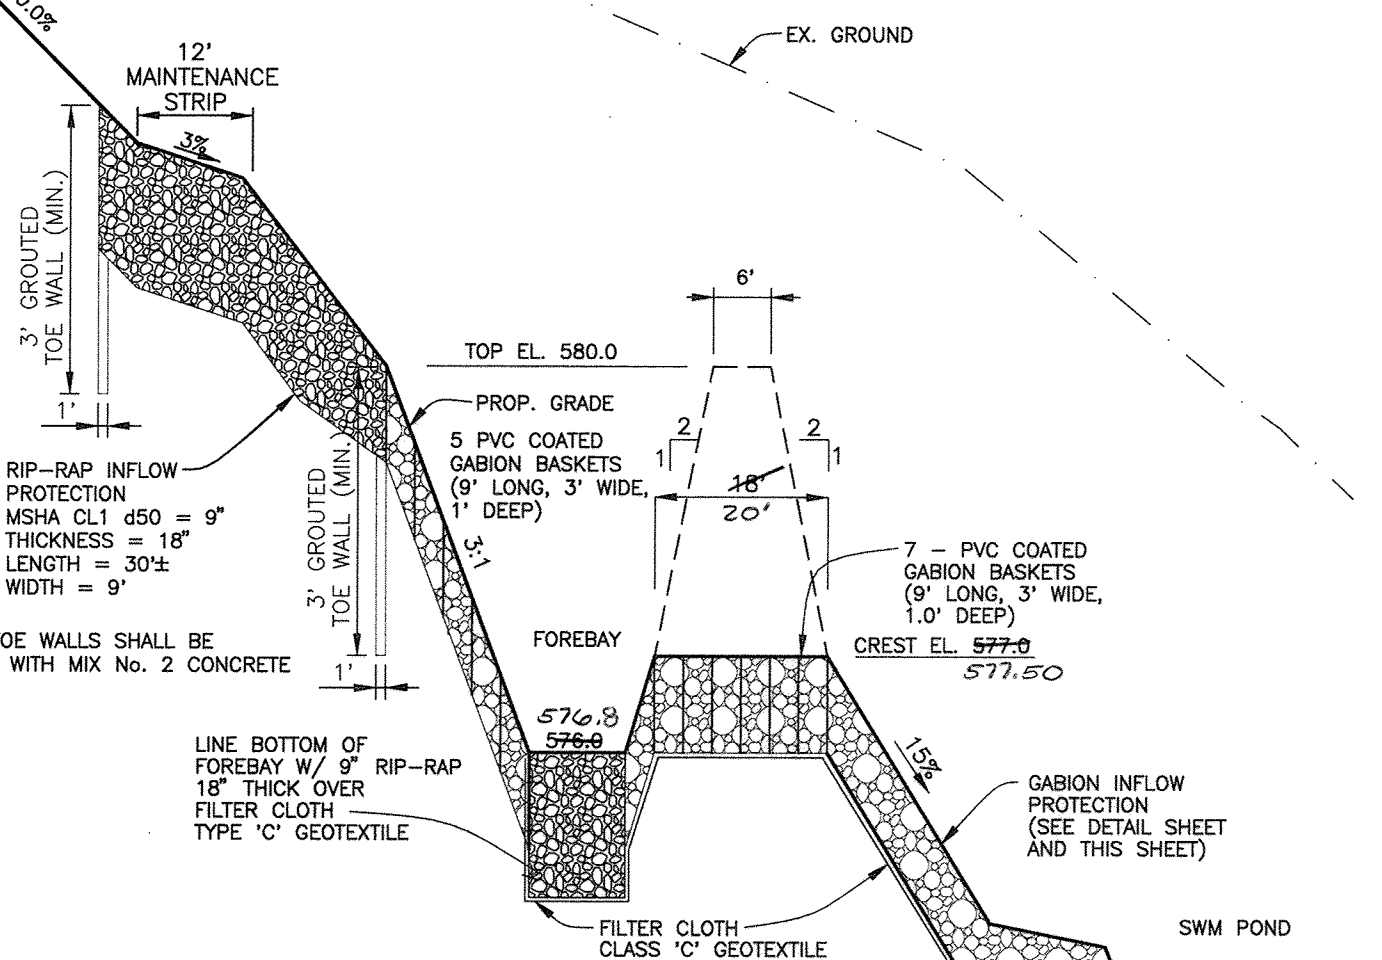 0.0%
EX. GROUND
12'
MAINTENANCE
STRIP
3%
3' GROUTED
TOE WALL (MIN.)
1'
6'
TOP EL. 580.0
PROP. GRADE
5 PVC COATED
GABION BASKETS
(9' LONG, 3' WIDE,
1' DEEP)
2
1
2
1
18'
20'
RIP-RAP INFLOW
PROTECTION
MSHA CL1 d50 = 9"
THICKNESS = 18"
LENGTH = 30'±
WIDTH = 9'
3' GROUTED
TOE WALL (MIN.)
1'
3:1
7 - PVC COATED
GABION BASKETS
(9' LONG, 3' WIDE,
1.0' DEEP)
OE WALLS SHALL BE
WITH MIX No. 2 CONCRETE
FOREBAY
CREST EL. 577.0
577.50
576.8
576.0
LINE BOTTOM OF
FOREBAY W/ 9" RIP-RAP
18" THICK OVER
FILTER CLOTH
TYPE 'C' GEOTEXTILE
15%
GABION INFLOW
PROTECTION
(SEE DETAIL SHEET
AND THIS SHEET)
FILTER CLOTH
CLASS 'C' GEOTEXTILE
SWM POND